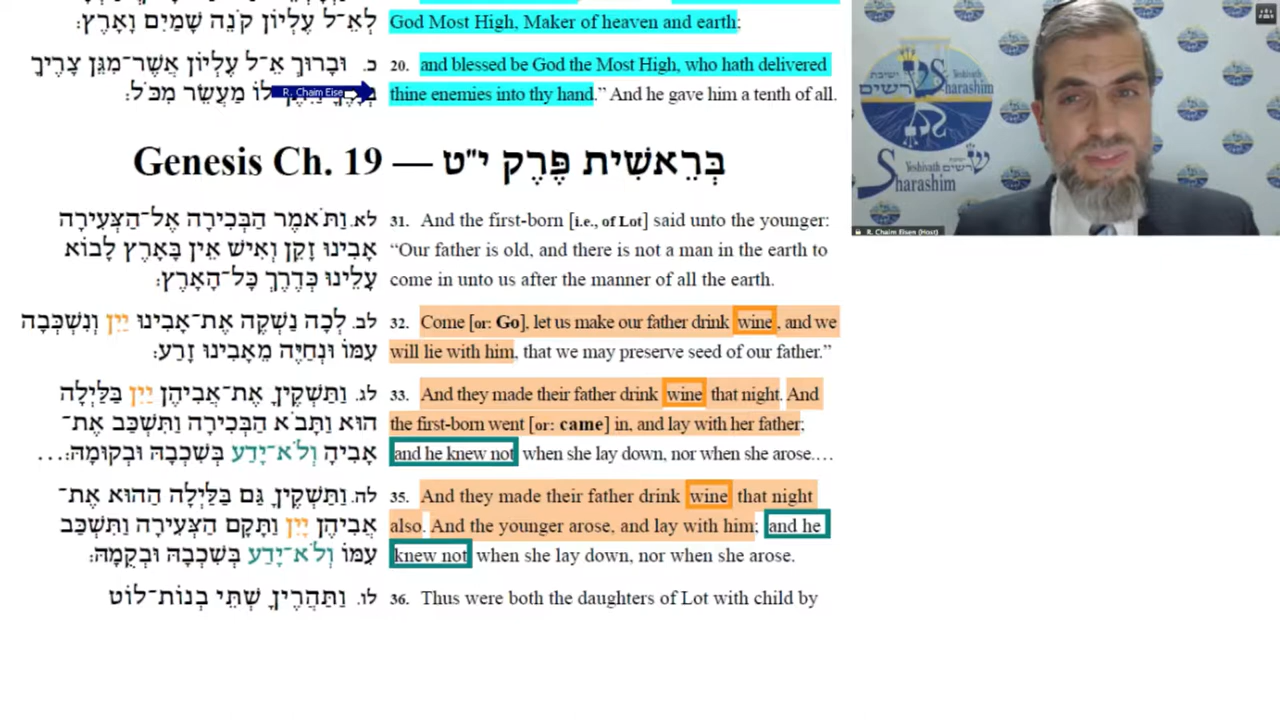 לְאֵ־ל עֶלְיוֹן קֹנֵה שָׁמַיִם וָאָרֶץ:
God Most High, Maker of heaven and earth:
כ. וּבָרוּךְ אֵ־ל עֶלְיוֹן אֲשֶׁר־מִגֵּן צָרֶיךָ
20. and blessed be God the Most High, who hath delivered
לוֹ מַעֲשֵׂר מִכֹּל:
R. Chaim Eise
thine enemies into thy hand.” And he gave him a tenth of all.
Genesis Ch. 19 — בְּרֵאשִׁית פֶּרֶק י"ט
לא. וַתֹּאמֶר הַבְּכִירָה אֶל־הַצְּעִירָה
אָבִינוּ זָקֵן וְאִישׁ אֵין בָּאָרֶץ לָבוֹא
עָלֵינוּ כְּדֶרֶךְ כָּל־הָאָרֶץ:
31. And the first-born [i.e., of Lot] said unto the younger:
“Our father is old, and there is not a man in the earth to
come in unto us after the manner of all the earth.
לב. לְכָה נַשְׁקֶה אֶת־אָבִינוּ יַיִן וְנִשְׁכְּבָה
עִמּוֹ וּנְחַיֶּה מֵאָבִינוּ זָרַע:
32. Come [or: Go], let us make our father drink wine, and we
will lie with him, that we may preserve seed of our father.”
לג. וַתַּשְׁקֶיןָ אֶת־אֲבִיהֶן יַיִן בַּלַּיְלָה
הוּא וַתָּבֹא הַבְּכִירָה וַתִּשְׁכַּב אֶת־
אָבִיהָ וְלֹא־יָדַע בְּשִׁכְבָהּ וּבְקוּמָהּ:…
33. And they made their father drink wine that night. And
the first-born went [or: came] in, and lay with her father;
and he knew not when she lay down, nor when she arose.…
לה. וַתַּשְׁקֶיןָ גַּם בַּלַּיְלָה הַהוּא אֶת־
אֲבִיהֶן יָיִן וַתָּקָם הַצְּעִירָה וַתִּשְׁכַּב
עִמּוֹ וְלֹא־יָדַע בְּשִׁכְבָהּ וּבְקֻמָהּ:
35. And they made their father drink wine that night
also. And the younger arose, and lay with him; and he
knew not when she lay down, nor when she arose.
לו. וַתַּהֲרֶיןָ שְׁתֵּי בְנוֹת־לוֹט
36. Thus were both the daughters of Lot with child by
ישיבת
שרשים
Yeshivath
Sharashim
Yeshivath שרשים
Sharashim
R. Chaim Eisen (Host)